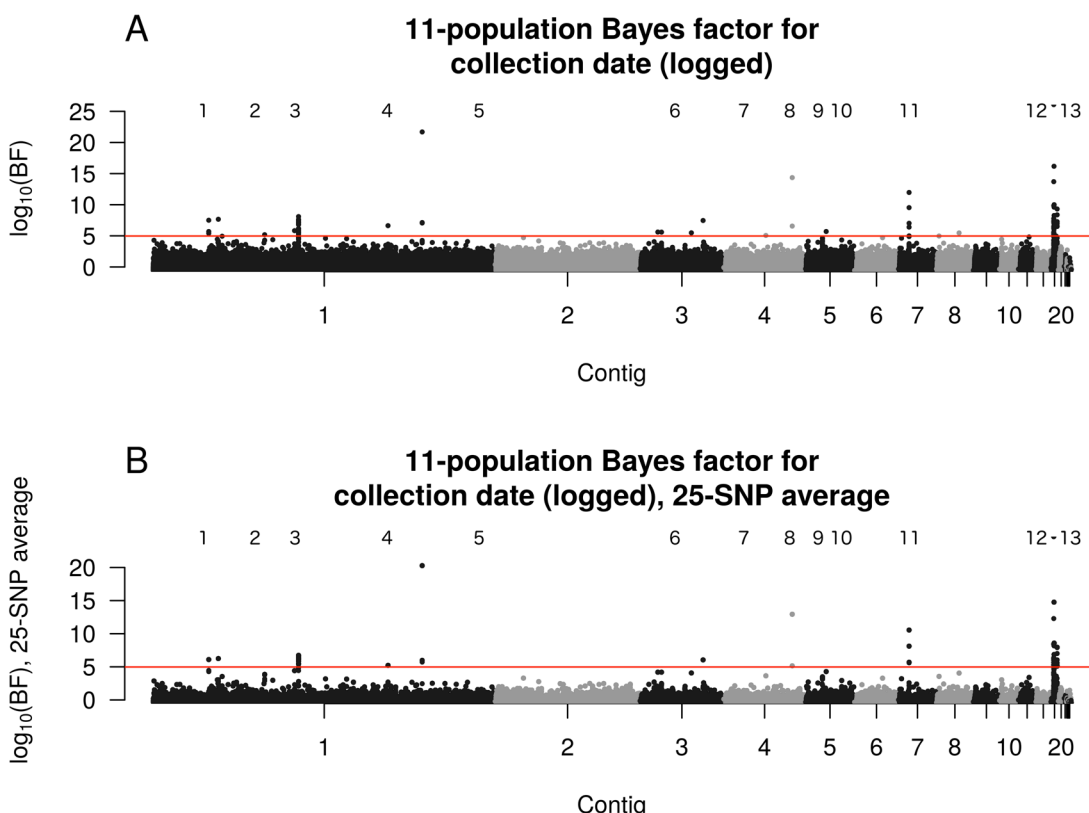 A
11-population Bayes factor for
collection date (logged)
1 2 3 4 5 6 7 8 9 10 11 12 - 13
log10(BF)
25
20
15
10
5
0
1 2 3 4 5 6 7 8 10 20
Contig
B
11-population Bayes factor for
collection date (logged), 25-SNP average
1 2 3 4 5 6 7 8 9 10 11 12 - 13
log10(BF), 25-SNP average
20
15
10
5
0
1 2 3 4 5 6 7 8 10 20
Contig